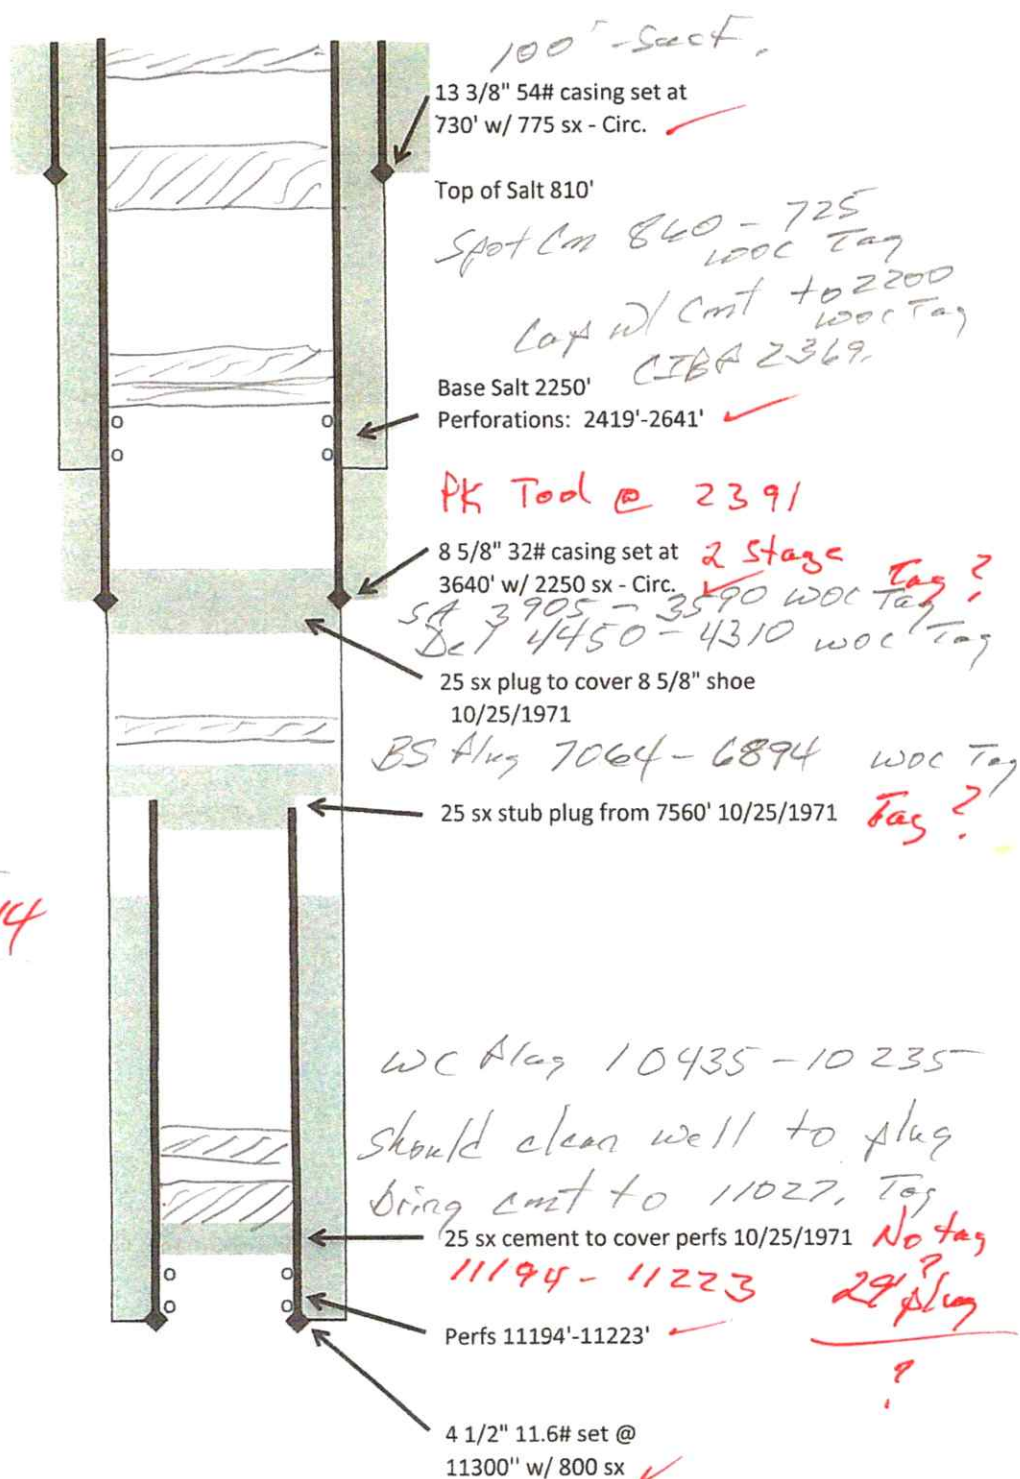 100' - Surf.
13 3/8" 54# casing set at
730' w/ 775 sx - Circ.
Top of Salt 810'
Spot Cm 860 - 725
WOC Tag
Cap w/ Cmt to 2200
WOC Tag
CIBP 2369.
Base Salt 2250'
Perforations: 2419'-2641'
PK Tool @ 2391
8 5/8" 32# casing set at 2 Stage
3640' w/ 2250 sx - Circ. Tag?
SA 3905 - 3590 WOC Tag
Del 4450 - 4310 WOC Tag
25 sx plug to cover 8 5/8" shoe
10/25/1971
BS Plug 7064 - 6894 WOC Tag
25 sx stub plug from 7560' 10/25/1971 Tag?
14
WC Plug 10435 - 10235
Should clean well to plug
bring cmt to 11027. Tag
25 sx cement to cover perfs 10/25/1971 No tag
?
11194 - 11223 29' plug
Perfs 11194'-11223'
?
4 1/2" 11.6# set @
11300'' w/ 800 sx